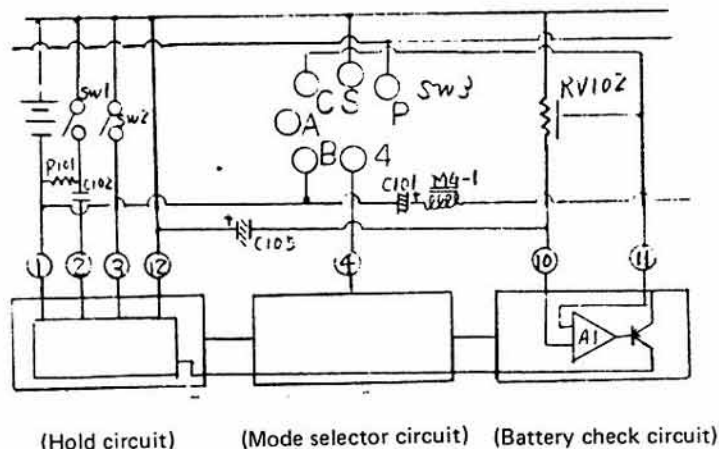 SW1
SW2
R101
C102
C S P SW3
A
B 4
RV102
C101 + M4-1
+ C105
1 2 3 12 4 10 11
A1
(Hold circuit) (Mode selector circuit) (Battery check circuit)